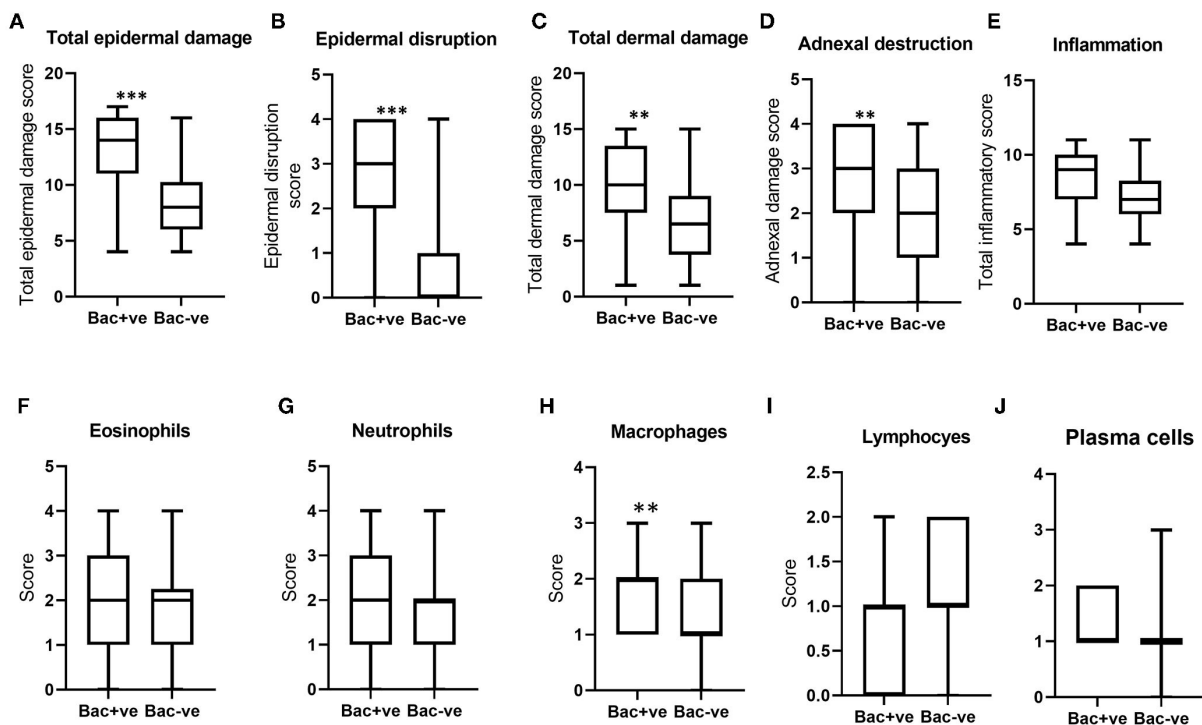 A
Total epidermal damage
Total epidermal damage score
20
15
10
5
0
***
Bac+ve Bac-ve
B
Epidermal disruption
Epidermal disruption
score
5
4
3
2
1
0
***
Bac+ve Bac-ve
C
Total dermal damage
Total dermal damage score
20
15
10
5
0
**
Bac+ve Bac-ve
D
Adnexal destruction
Adnexal damage score
5
4
3
2
1
0
**
Bac+ve Bac-ve
E
Inflammation
Total inflammatory score
15
10
5
0
Bac+ve Bac-ve
F
Eosinophils
Score
5
4
3
2
1
0
Bac+ve Bac-ve
G
Neutrophils
Score
5
4
3
2
1
0
Bac+ve Bac-ve
H
Macrophages
Score
4
3
2
1
0
**
Bac+ve Bac-ve
I
Lymphocyes
Score
2.5
2.0
1.5
1.0
0.5
0.0
Bac+ve Bac-ve
J
Plasma cells
4
3
2
1
0
Bac+ve Bac-ve